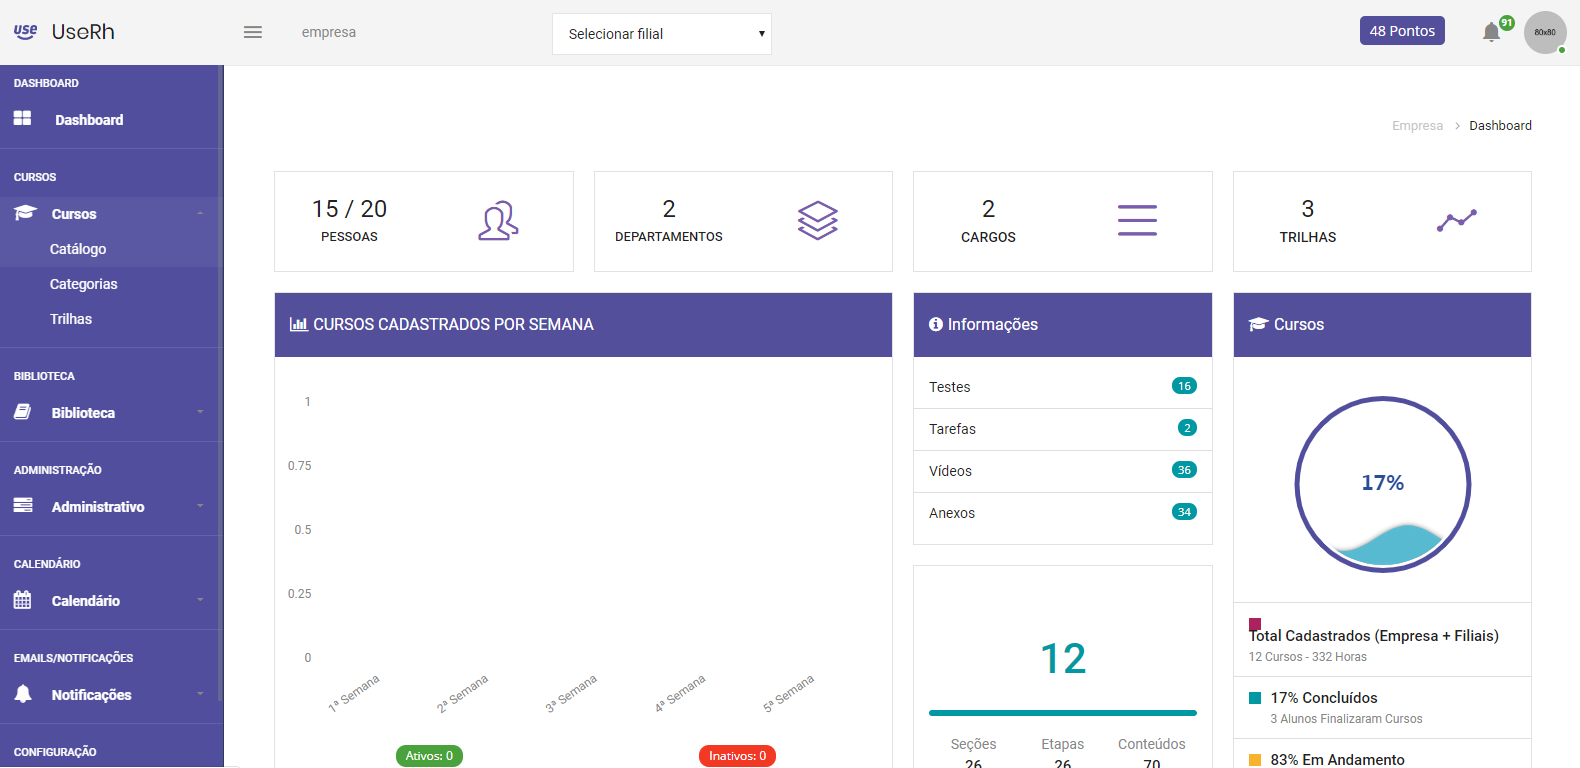 use UseRh
empresa
Selecionar filial
48 Pontos
91
80x80
DASHBOARD
Dashboard
CURSOS
Cursos
Catálogo
Categorias
Trilhas
BIBLIOTECA
Biblioteca
ADMINISTRAÇÃO
Administrativo
CALENDÁRIO
Calendário
EMAILS/NOTIFICAÇÕES
Notificações
CONFIGURAÇÃO
Empresa > Dashboard
15 / 20
PESSOAS
2
DEPARTAMENTOS
2
CARGOS
3
TRILHAS
CURSOS CADASTRADOS POR SEMANA
1
0.75
0.5
0.25
0
1ª Semana
2ª Semana
3ª Semana
4ª Semana
5ª Semana
Ativos: 0
Inativos: 0
Informações
Testes 16
Tarefas 2
Vídeos 36
Anexos 34
12
Seções Etapas Conteúdos
26 26 70
Cursos
17%
Total Cadastrados (Empresa + Filiais)
12 Cursos - 332 Horas
17% Concluídos
3 Alunos Finalizaram Cursos
83% Em Andamento